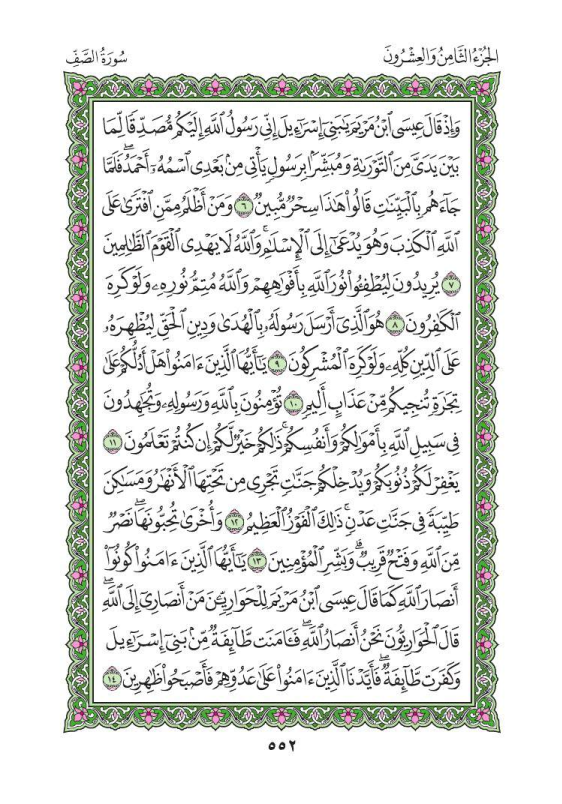 الجُزْءُ الثَّامِنُ وَالعِشْرُونَ
سُورَةُ الصَّفِّ
وَإِذْ قَالَ عِيسَى ٱبْنُ مَرْيَمَ يَٰبَنِىٓ إِسْرَٰٓءِيلَ إِنِّى رَسُولُ ٱللَّهِ إِلَيْكُم مُّصَدِّقًا لِّمَا
بَيْنَ يَدَىَّ مِنَ ٱلتَّوْرَىٰةِ وَمُبَشِّرًۢا بِرَسُولٍ يَأْتِى مِنۢ بَعْدِى ٱسْمُهُۥٓ أَحْمَدُۖ فَلَمَّا
جَآءَهُم بِٱلْبَيِّنَٰتِ قَالُوا۟ هَٰذَا سِحْرٌ مُّبِينٌ ٦ وَمَنْ أَظْلَمُ مِمَّنِ ٱفْتَرَىٰ عَلَى
ٱللَّهِ ٱلْكَذِبَ وَهُوَ يُدْعَىٰٓ إِلَى ٱلْإِسْلَٰمِۚ وَٱللَّهُ لَا يَهْدِى ٱلْقَوْمَ ٱلظَّٰلِمِينَ
٧ يُرِيدُونَ لِيُطْفِـُٔوا۟ نُورَ ٱللَّهِ بِأَفْوَٰهِهِمْ وَٱللَّهُ مُتِمُّ نُورِهِۦ وَلَوْ كَرِهَ
ٱلْكَٰفِرُونَ ٨ هُوَ ٱلَّذِىٓ أَرْسَلَ رَسُولَهُۥ بِٱلْهُدَىٰ وَدِينِ ٱلْحَقِّ لِيُظْهِرَهُۥ
عَلَى ٱلدِّينِ كُلِّهِۦ وَلَوْ كَرِهَ ٱلْمُشْرِكُونَ ٩ يَٰٓأَيُّهَا ٱلَّذِينَ ءَامَنُوا۟ هَلْ أَدُلُّكُمْ عَلَىٰ
تِجَٰرَةٍ تُنجِيكُم مِّنْ عَذَابٍ أَلِيمٍ ١٠ تُؤْمِنُونَ بِٱللَّهِ وَرَسُولِهِۦ وَتُجَٰهِدُونَ
فِى سَبِيلِ ٱللَّهِ بِأَمْوَٰلِكُمْ وَأَنفُسِكُمْۚ ذَٰلِكُمْ خَيْرٌ لَّكُمْ إِن كُنتُمْ تَعْلَمُونَ ١١
يَغْفِرْ لَكُمْ ذُنُوبَكُمْ وَيُدْخِلْكُمْ جَنَّٰتٍ تَجْرِى مِن تَحْتِهَا ٱلْأَنْهَٰرُ وَمَسَٰكِنَ
طَيِّبَةً فِى جَنَّٰتِ عَدْنٍۚ ذَٰلِكَ ٱلْفَوْزُ ٱلْعَظِيمُ ١٢ وَأُخْرَىٰ تُحِبُّونَهَاۖ نَصْرٌ
مِّنَ ٱللَّهِ وَفَتْحٌ قَرِيبٌۗ وَبَشِّرِ ٱلْمُؤْمِنِينَ ١٣ يَٰٓأَيُّهَا ٱلَّذِينَ ءَامَنُوا۟ كُونُوٓا۟
أَنصَارَ ٱللَّهِ كَمَا قَالَ عِيسَى ٱبْنُ مَرْيَمَ لِلْحَوَارِيِّـۧنَ مَنْ أَنصَارِىٓ إِلَى ٱللَّهِۖ
قَالَ ٱلْحَوَارِيُّونَ نَحْنُ أَنصَارُ ٱللَّهِۖ فَـَٔامَنَت طَّآئِفَةٌ مِّنۢ بَنِىٓ إِسْرَٰٓءِيلَ
وَكَفَرَت طَّآئِفَةٌۖ فَأَيَّدْنَا ٱلَّذِينَ ءَامَنُوا۟ عَلَىٰ عَدُوِّهِمْ فَأَصْبَحُوا۟ ظَٰهِرِينَ ١٤
٥٥٢